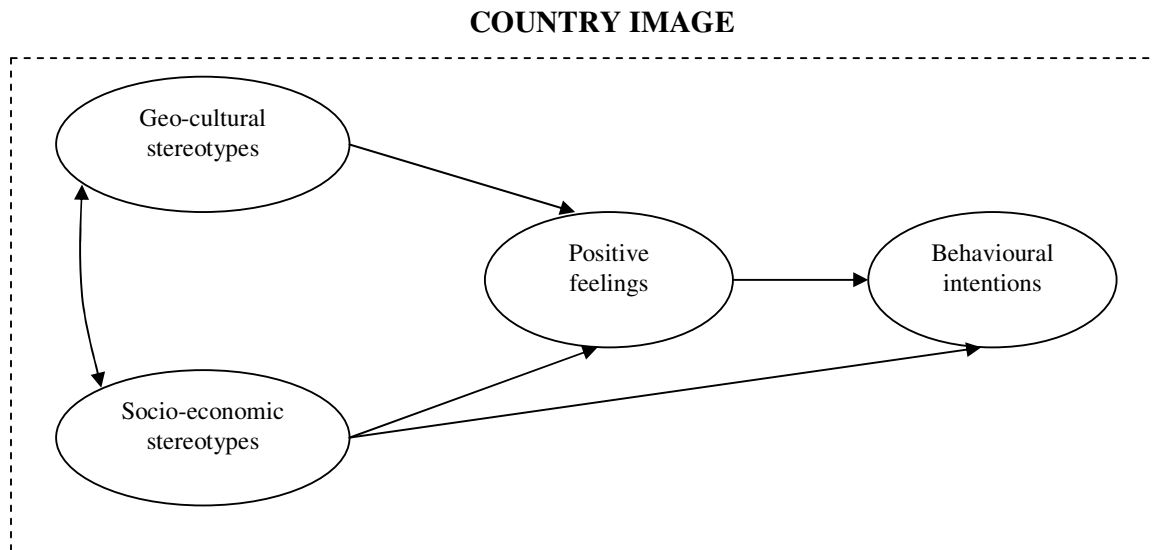 COUNTRY IMAGE
Geo-cultural
stereotypes
Positive
feelings
Behavioural
intentions
Socio-economic
stereotypes